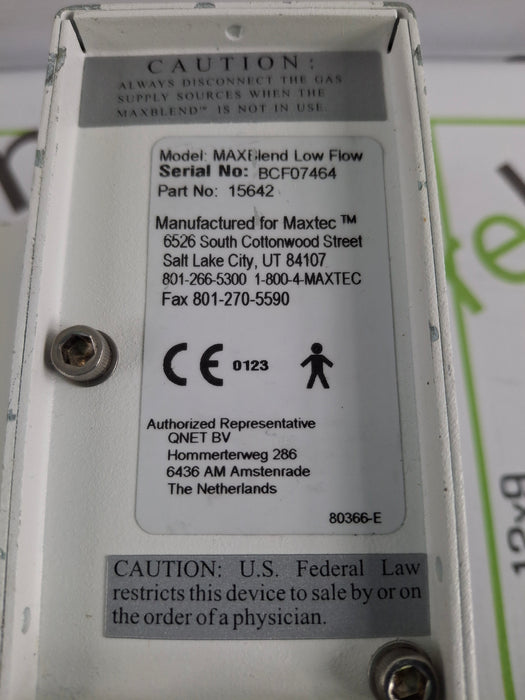 CAUTION:
ALWAYS DISCONNECT THE GAS
SUPPLY SOURCES WHEN THE
MAXBLEND™ IS NOT IN USE.
Model: MAXBlend Low Flow
Serial No: BCF07464
Part No: 15642
Manufactured for Maxtec ™
6526 South Cottonwood Street
Salt Lake City, UT 84107
801-266-5300 1-800-4-MAXTEC
Fax 801-270-5590
CE 0123
Authorized Representative
QNET BV
Hommerterweg 286
6436 AM Amstenrade
The Netherlands
80366-E
CAUTION: U.S. Federal Law
restricts this device to sale by or on
the order of a physician.
12x9